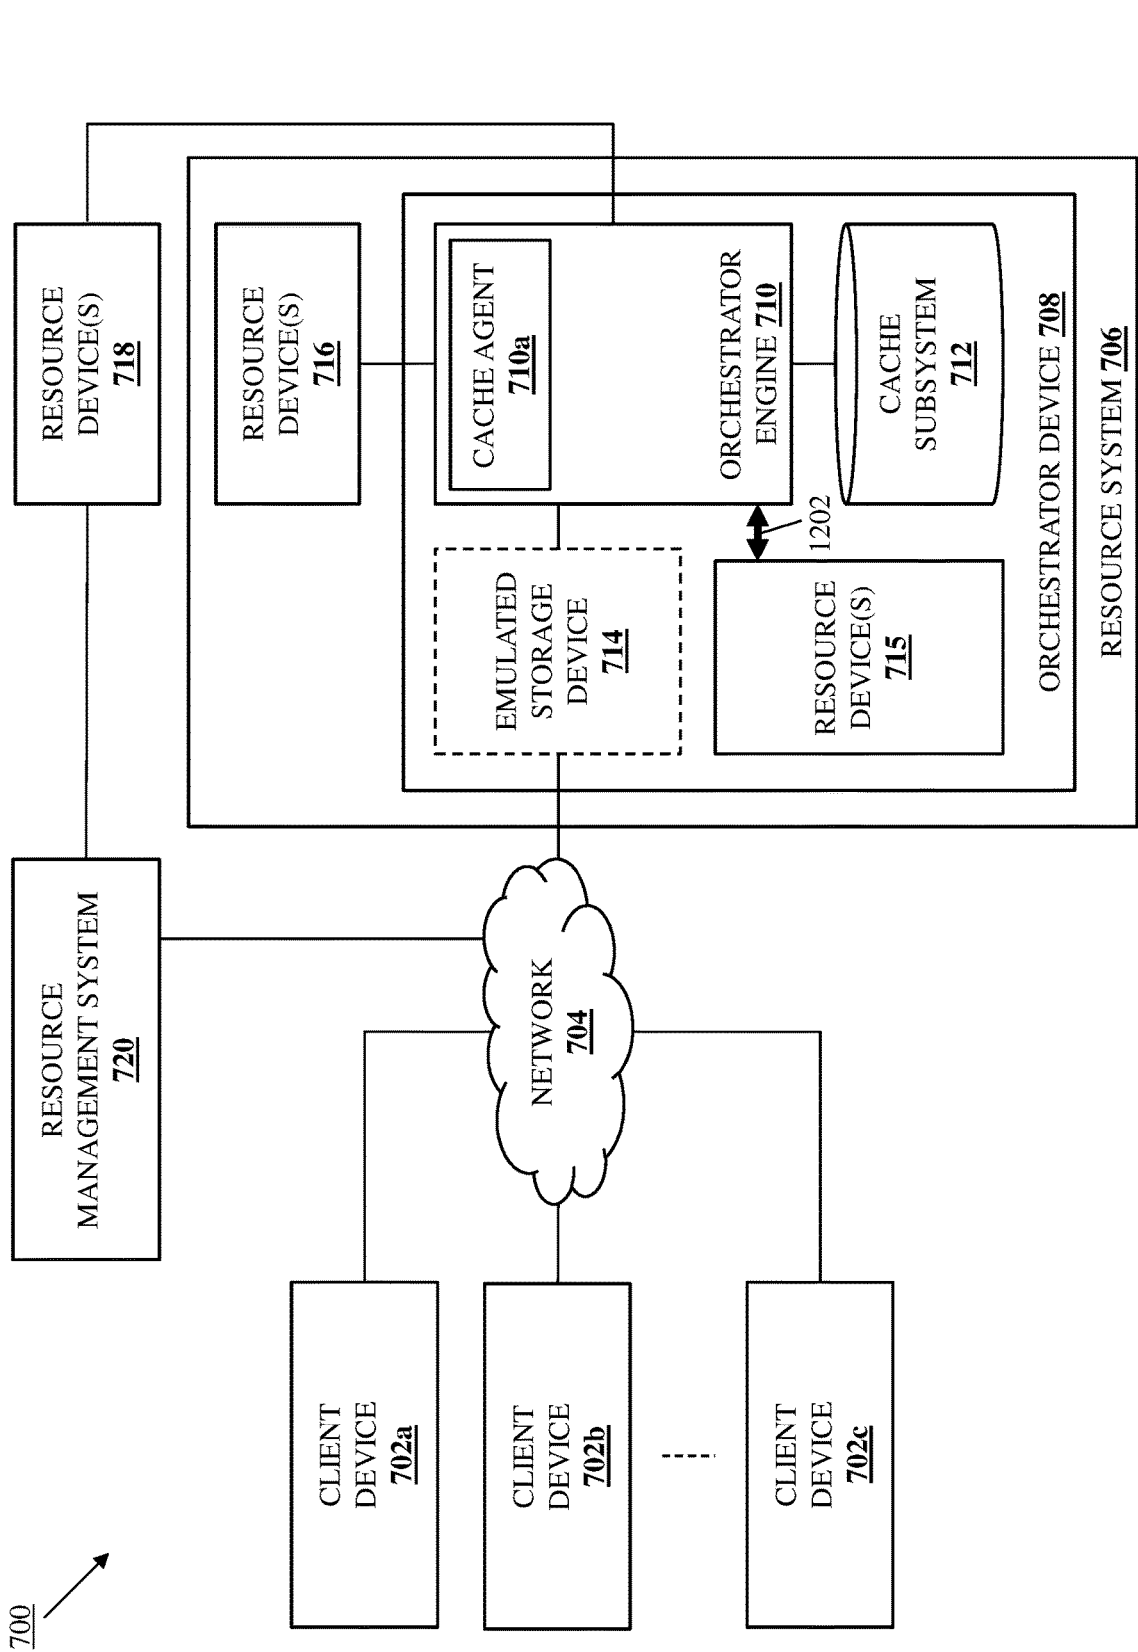 700
RESOURCE
MANAGEMENT SYSTEM
720
RESOURCE
DEVICE(S)
718
CLIENT
DEVICE
702a
CLIENT
DEVICE
702b
CLIENT
DEVICE
702c
NETWORK
704
RESOURCE
DEVICE(S)
716
EMULATED
STORAGE
DEVICE
714
CACHE AGENT
710a
ORCHESTRATOR
ENGINE 710
1202
RESOURCE
DEVICE(S)
715
CACHE
SUBSYSTEM
712
ORCHESTRATOR DEVICE 708
RESOURCE SYSTEM 706